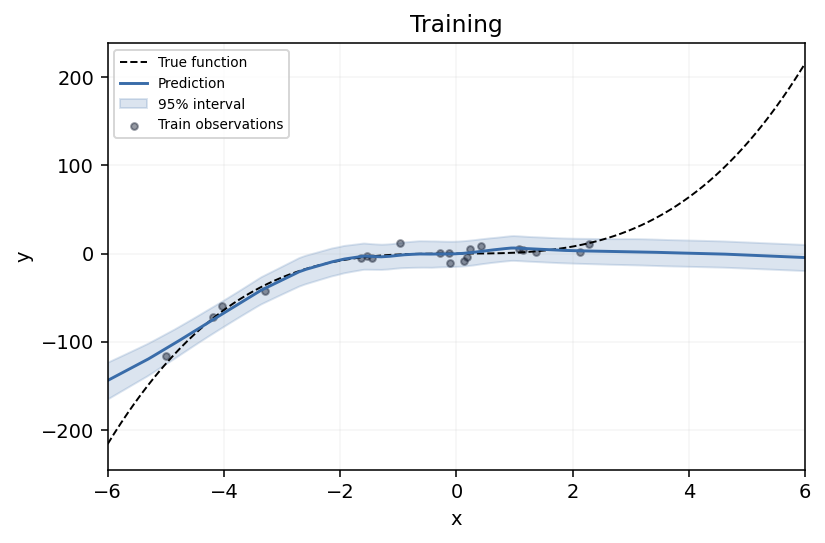 Training
True function
Prediction
95% interval
Train observations
200
100
0
−100
−200
y
−6
−4
−2
0
2
4
6
x